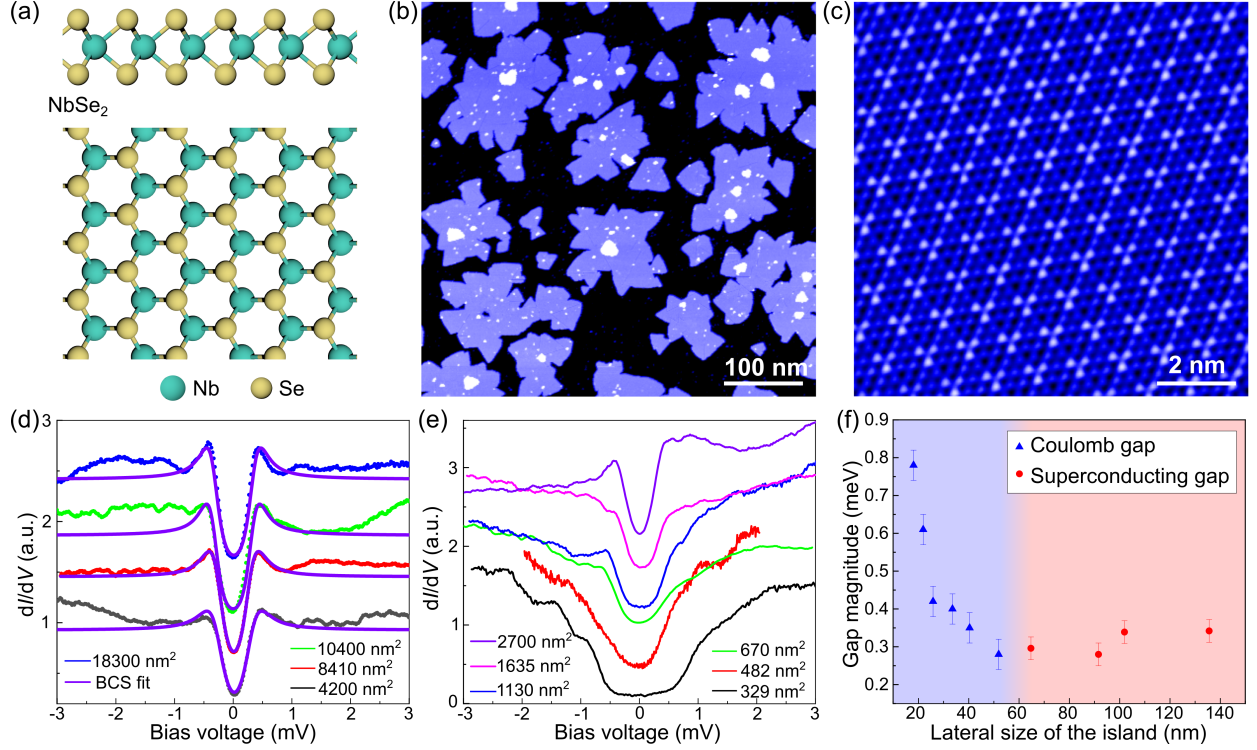 (a)
NbSe2
Nb
Se
(b)
100 nm
(c)
2 nm
(d)
3
2
1
dI/dV (a.u.)
18300 nm²
BCS fit
10400 nm²
8410 nm²
4200 nm²
-3 -2 -1 0 1 2 3
Bias voltage (mV)
(e)
3
2
1
0
dI/dV (a.u.)
2700 nm²
1635 nm²
1130 nm²
670 nm²
482 nm²
329 nm²
-3 -2 -1 0 1 2 3
Bias voltage (mV)
(f)
0.9
0.8
0.7
0.6
0.5
0.4
0.3
0.2
Gap magnitude (meV)
Coulomb gap
Superconducting gap
20 40 60 80 100 120 140
Lateral size of the island (nm)